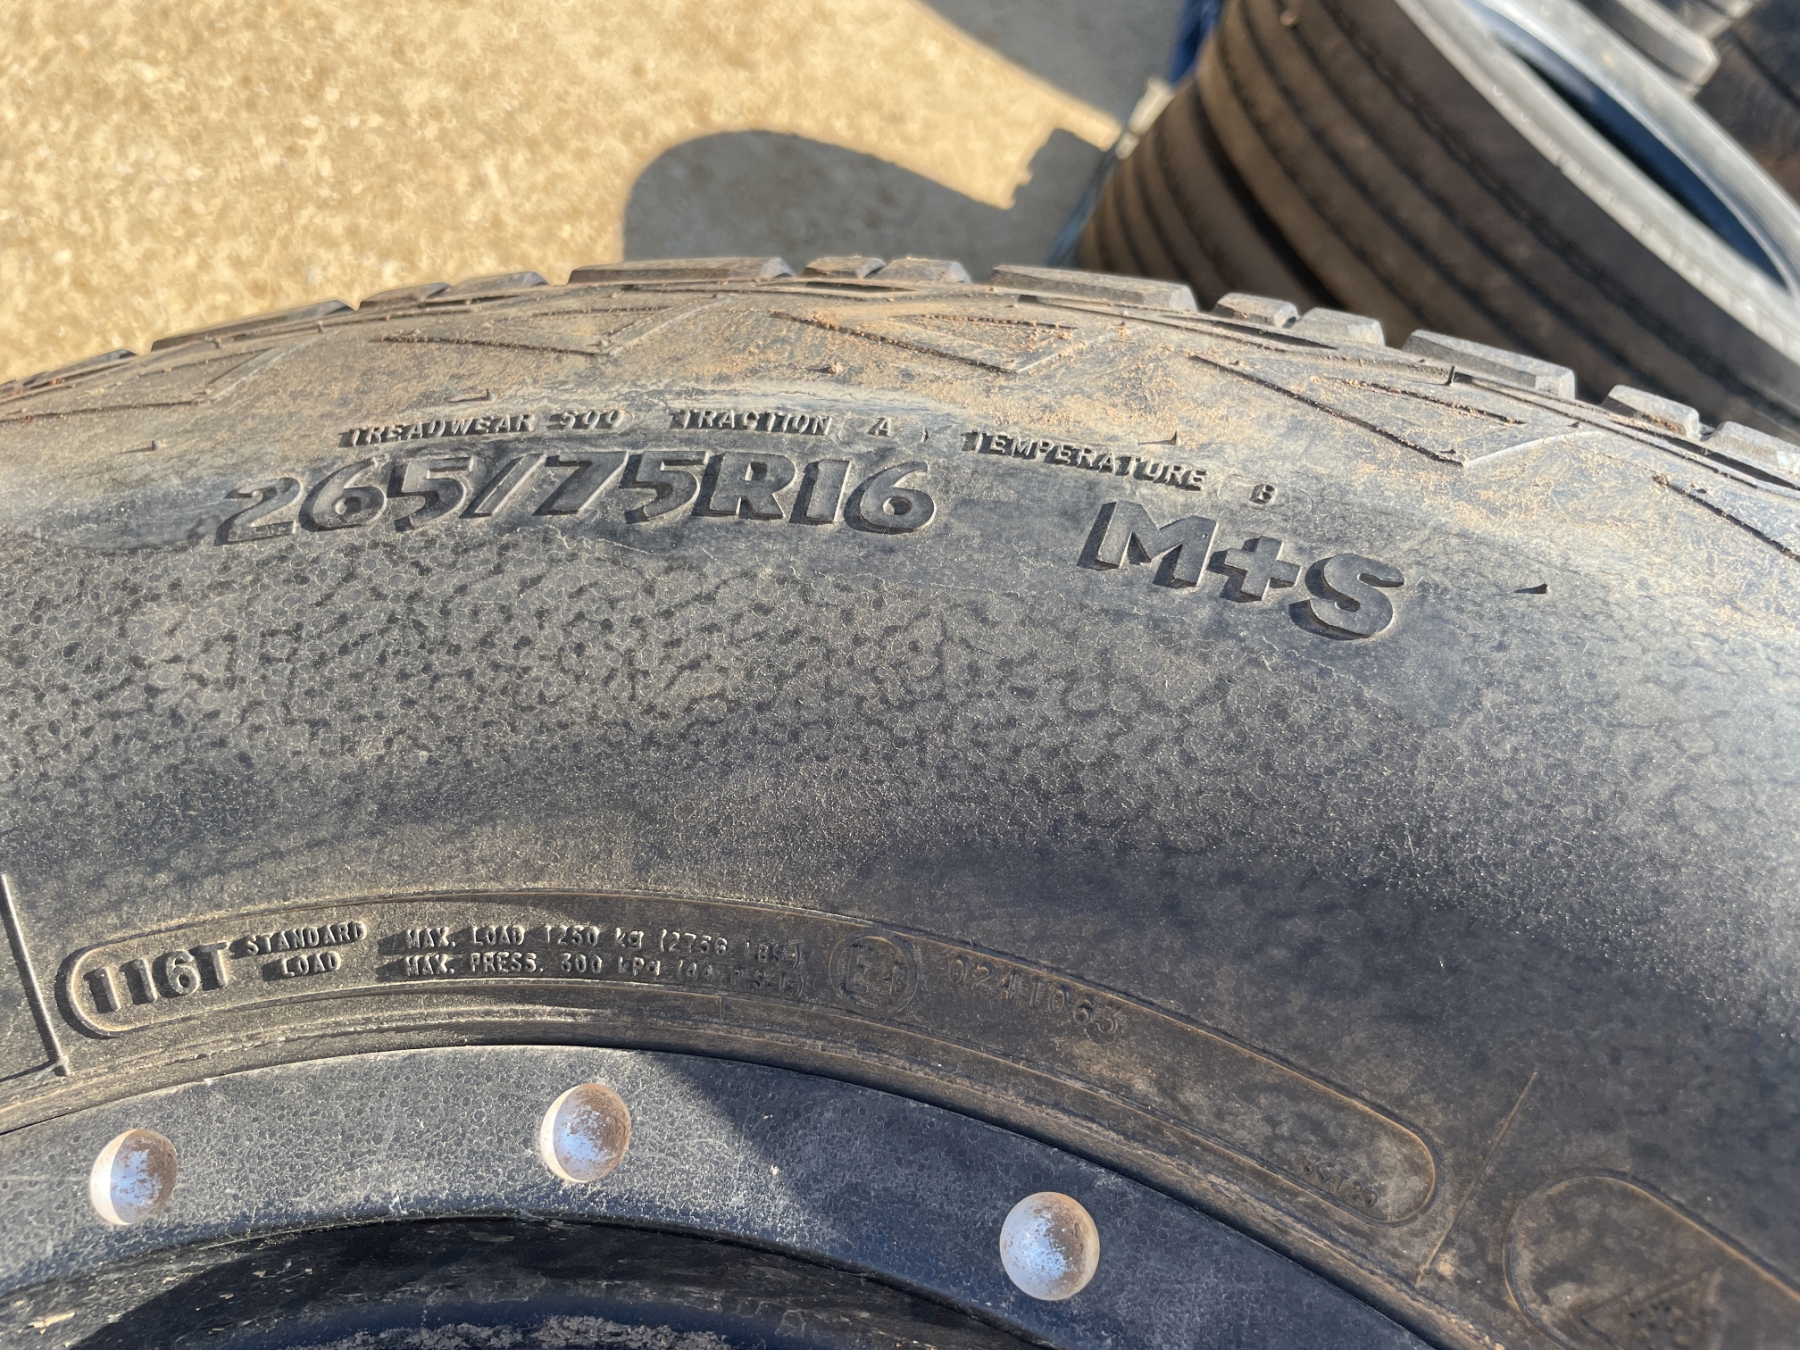 TREADWEAR 500 TRACTION A TEMPERATURE B
265/75R16 M+S
116T STANDARD LOAD
MAX. LOAD 1250 kg (2756 LBS.)
MAX. PRESS. 300 kPa (44 P.S.I.)
E4